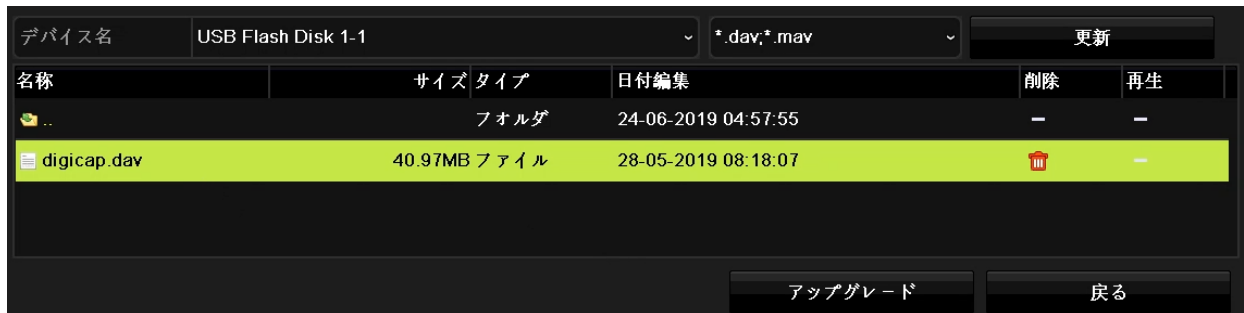 デバイス名 USB Flash Disk 1-1 *.dav;*.mav 更新
名称 サイズ タイプ 日付編集 削除 再生
.. フォルダ 24-06-2019 04:57:55 − −
digicap.dav 40.97MB ファイル 28-05-2019 08:18:07 −
アップグレード 戻る